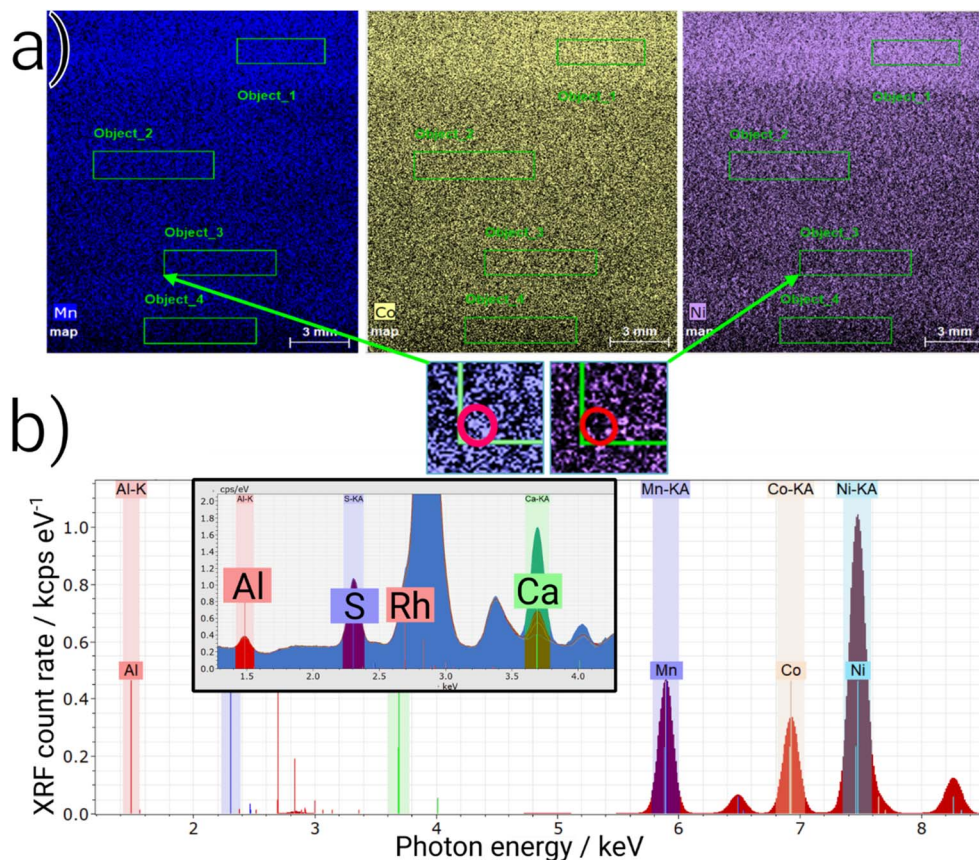 a)
Object_1 Object_1 Object_1
Object_2 Object_2 Object_2
Object_3 Object_3 Object_3
Object_4 Object_4 Object_4
Mn Co Ni
map 3 mm map 3 mm map 3 mm
b)
Al-K Mn-KA Co-KA Ni-KA
cps/eV
Al-K S-KA Ca-KA
2.0
1.8
1.6
1.4
1.2
1.0
0.8
0.6
0.4
0.2
0.0
Al S Rh Ca
1.5 2.0 2.5 3.0 3.5 4.0
keV
Al Mn Co Ni
XRF count rate / kcps eV⁻¹
1.0
0.8
0.6
0.4
0.2
0.0
2 3 4 5 6 7 8
Photon energy / keV